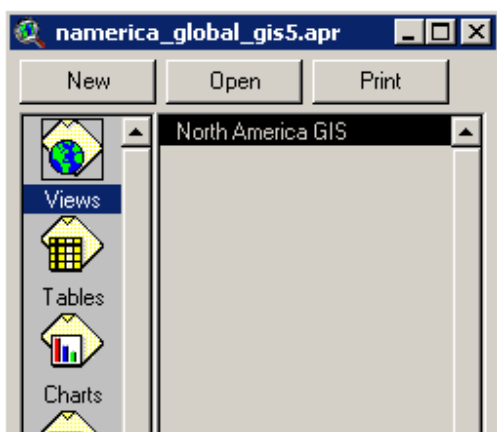 namerica_global_gis5.apr
New Open Print
North America GIS
Views
Tables
Charts